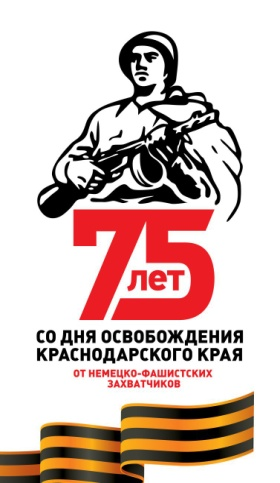 75
лет
СО ДНЯ ОСВОБОЖДЕНИЯ
КРАСНОДАРСКОГО КРАЯ
ОТ НЕМЕЦКО-ФАШИСТСКИХ
ЗАХВАТЧИКОВ